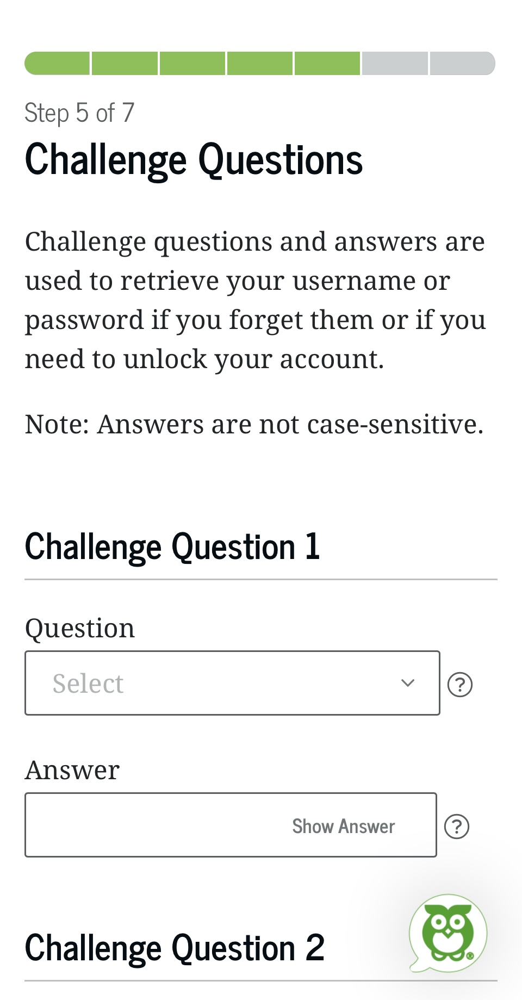 Step 5 of 7
Challenge Questions
Challenge questions and answers are
used to retrieve your username or
password if you forget them or if you
need to unlock your account.
Note: Answers are not case-sensitive.
Challenge Question 1
Question
Select
?
Answer
Show Answer
?
Challenge Question 2
®